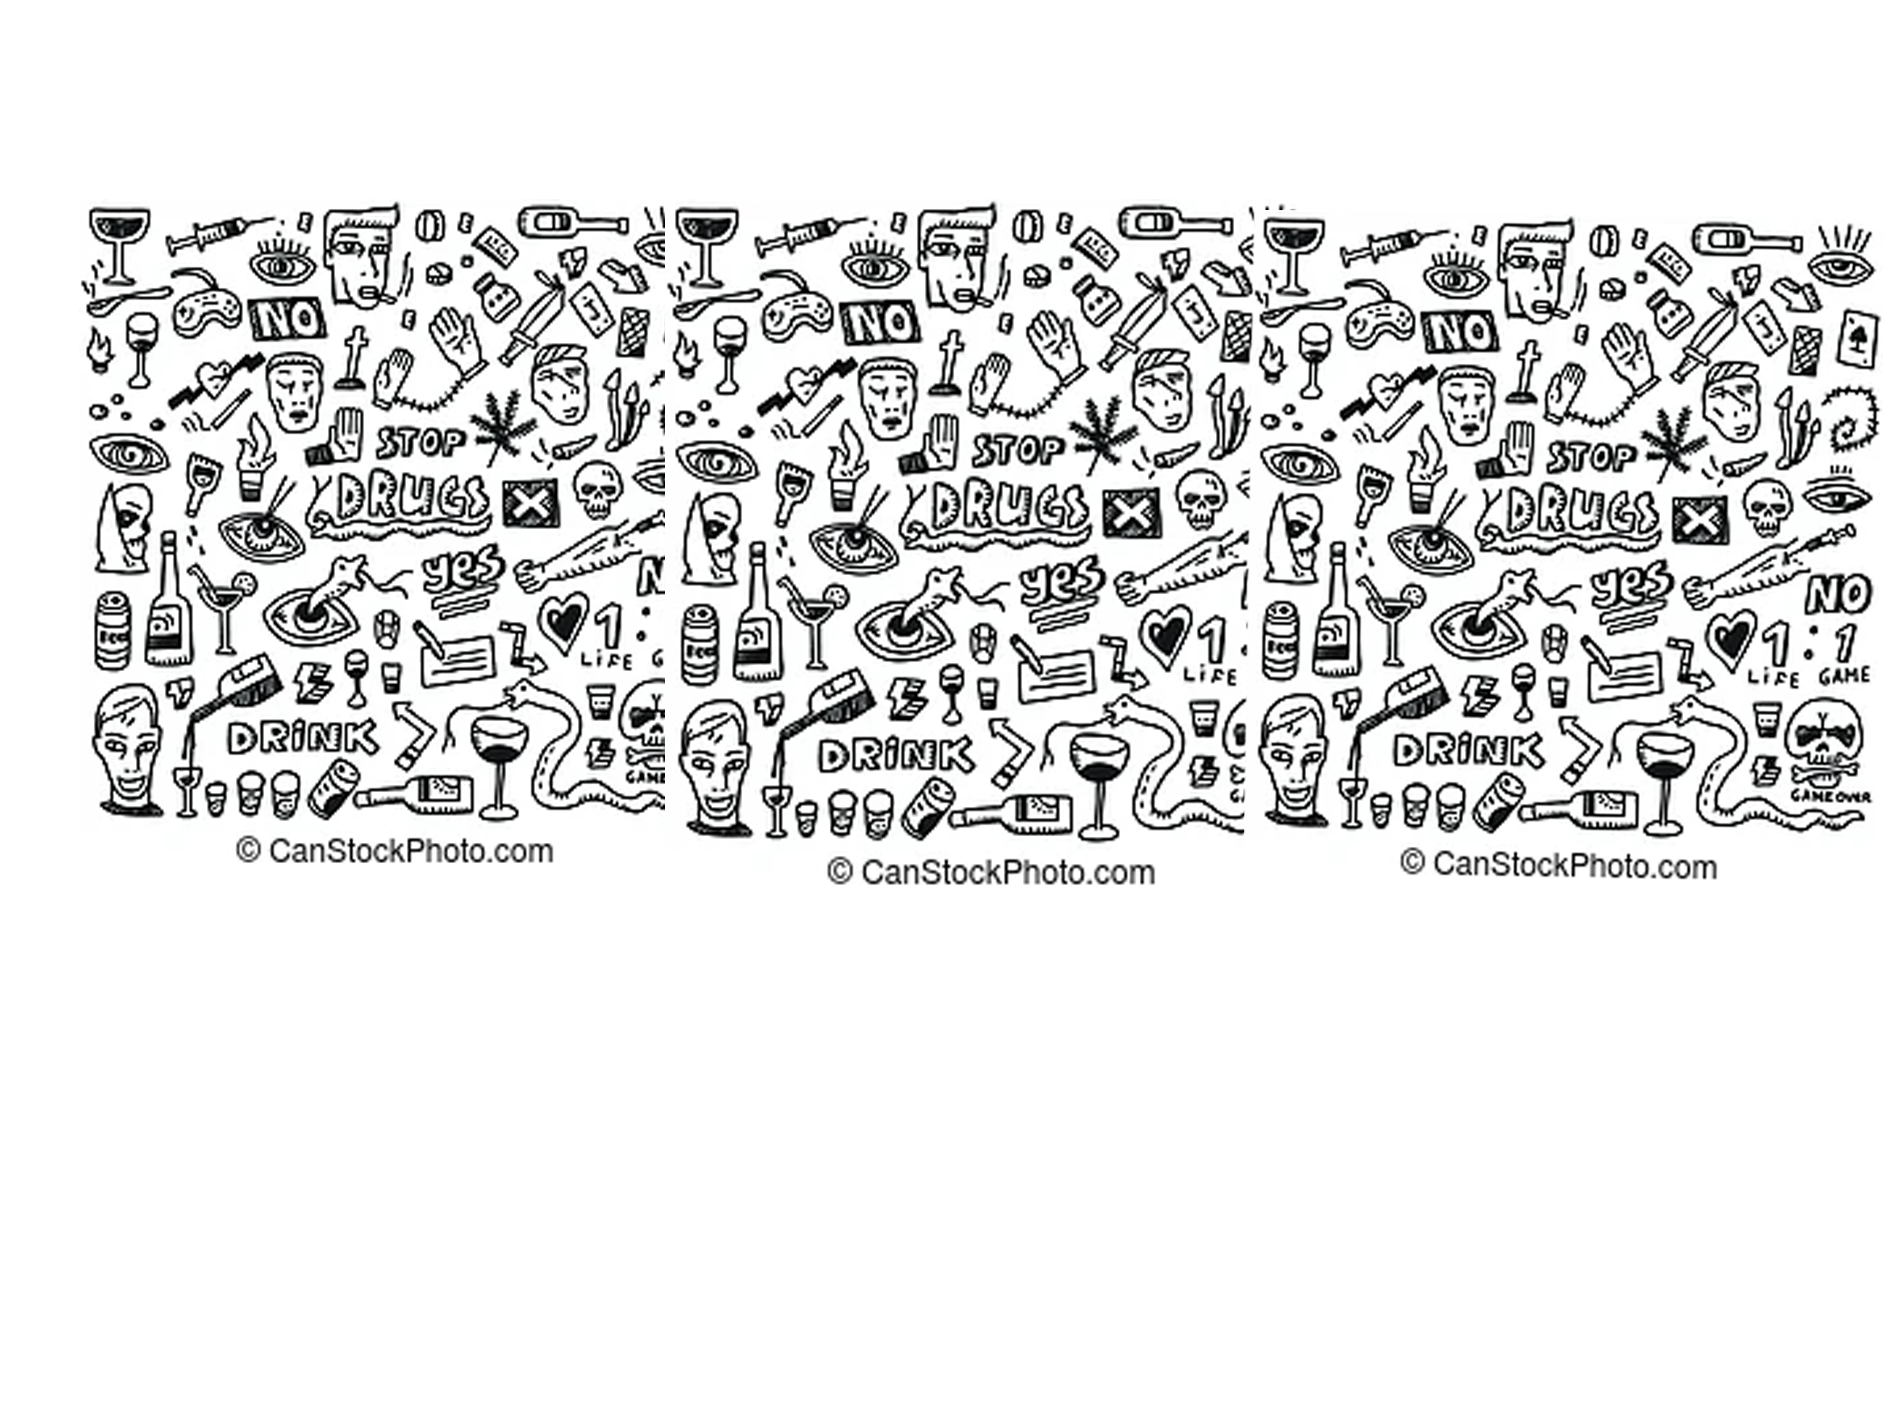 NO
NO
NO
STOP
STOP
STOP
DRUGS
DRUGS
DRUGS
yes
yes
yes
NO
1
1
1 : 1
LiFE
LiFE
LiFE GAME
DRiNK
DRiNK
DRiNK
GAME
GAME OVER
© CanStockPhoto.com
© CanStockPhoto.com
© CanStockPhoto.com